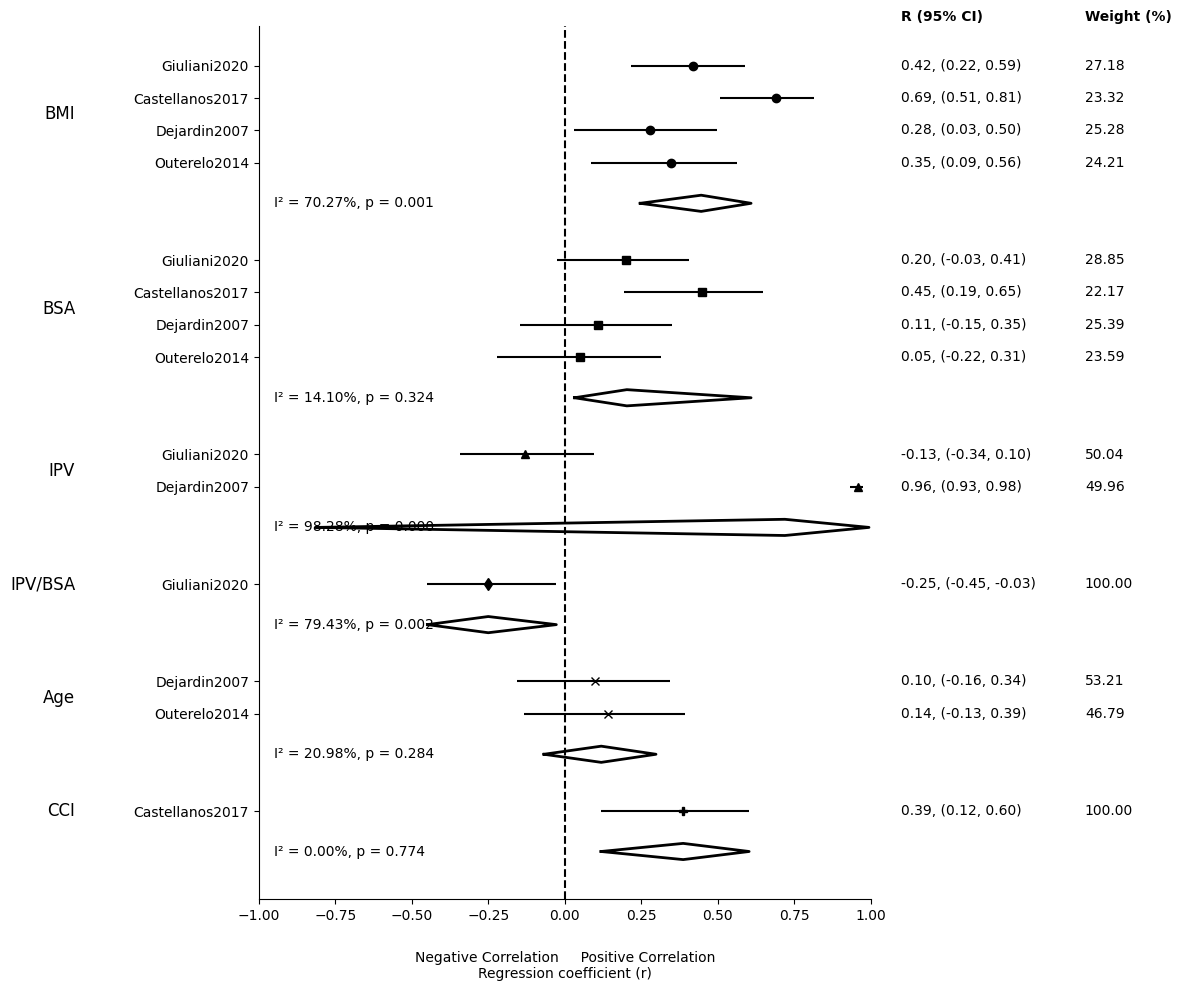 R (95% CI) Weight (%)
Giuliani2020 0.42, (0.22, 0.59) 27.18
Castellanos2017 0.69, (0.51, 0.81) 23.32
BMI
Dejardin2007 0.28, (0.03, 0.50) 25.28
Outerelo2014 0.35, (0.09, 0.56) 24.21
I² = 70.27%, p = 0.001
Giuliani2020 0.20, (-0.03, 0.41) 28.85
Castellanos2017 0.45, (0.19, 0.65) 22.17
BSA
Dejardin2007 0.11, (-0.15, 0.35) 25.39
Outerelo2014 0.05, (-0.22, 0.31) 23.59
I² = 14.10%, p = 0.324
Giuliani2020 -0.13, (-0.34, 0.10) 50.04
IPV
Dejardin2007 0.96, (0.93, 0.98) 49.96
I² = 98.28%, p = 0.000
IPV/BSA Giuliani2020 -0.25, (-0.45, -0.03) 100.00
I² = 79.43%, p = 0.002
Dejardin2007 0.10, (-0.16, 0.34) 53.21
Age
Outerelo2014 0.14, (-0.13, 0.39) 46.79
I² = 20.98%, p = 0.284
CCI Castellanos2017 0.39, (0.12, 0.60) 100.00
I² = 0.00%, p = 0.774
−1.00 −0.75 −0.50 −0.25 0.00 0.25 0.50 0.75 1.00
Negative Correlation Positive Correlation
Regression coefficient (r)